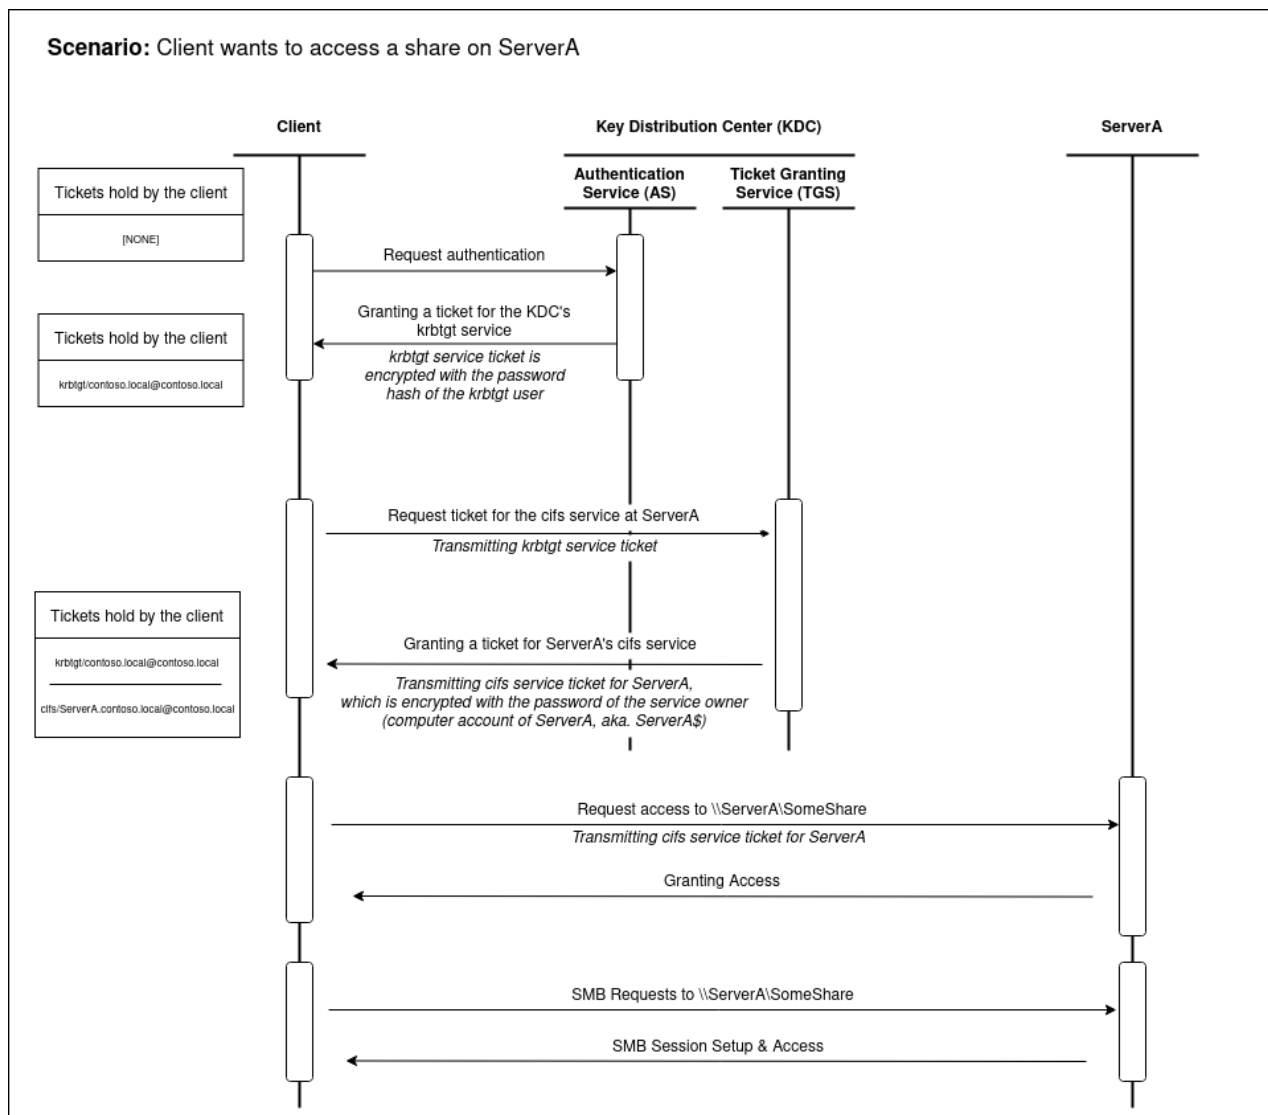 Scenario: Client wants to access a share on ServerA
Client
Key Distribution Center (KDC)
ServerA
Authentication
Service (AS)
Ticket Granting
Service (TGS)
Tickets hold by the client
[NONE]
Request authentication
Granting a ticket for the KDC's
krbtgt service
krbtgt service ticket is
encrypted with the password
hash of the krbtgt user
Tickets hold by the client
krbtgt/contoso.local@contoso.local
Request ticket for the cifs service at ServerA
Transmitting krbtgt service ticket
Tickets hold by the client
krbtgt/contoso.local@contoso.local
cifs/ServerA.contoso.local@contoso.local
Granting a ticket for ServerA's cifs service
Transmitting cifs service ticket for ServerA,
which is encrypted with the password of the service owner
(computer account of ServerA, aka. ServerA$)
Request access to \\ServerA\SomeShare
Transmitting cifs service ticket for ServerA
Granting Access
SMB Requests to \\ServerA\SomeShare
SMB Session Setup & Access